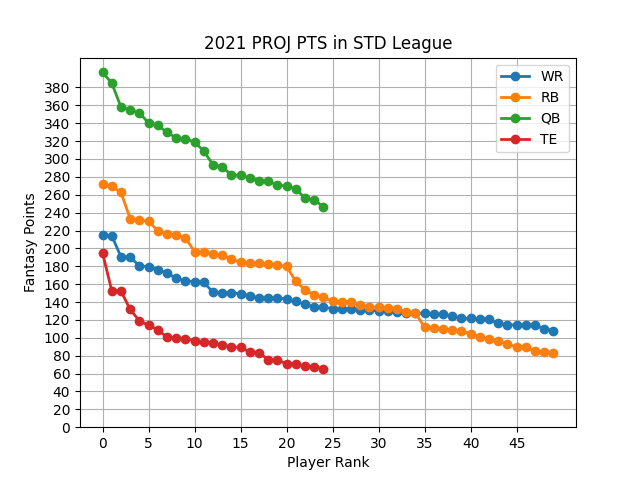 2021 PROJ PTS in STD League
WR
RB
QB
TE
Fantasy Points
380
360
340
320
300
280
260
240
220
200
180
160
140
120
100
80
60
40
20
0
0 5 10 15 20 25 30 35 40 45
Player Rank